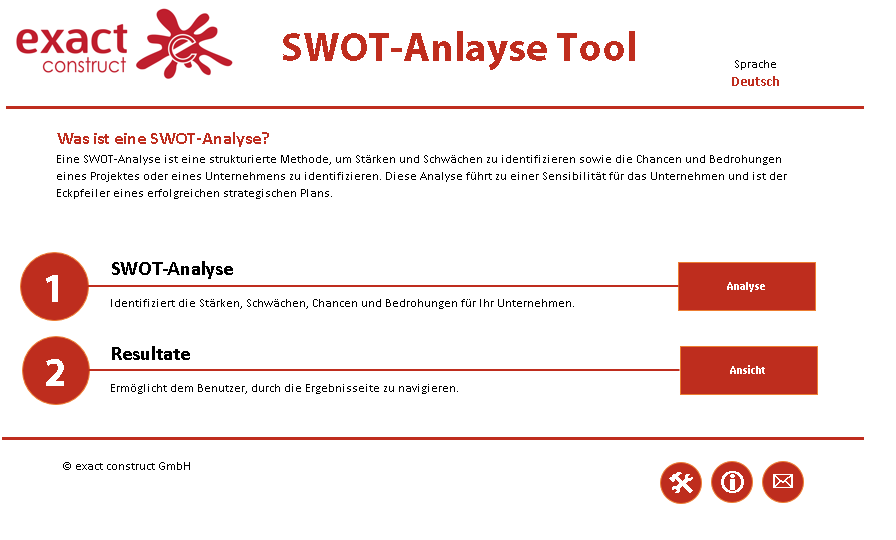 exact
construct
SWOT-Anlayse Tool
Sprache
Deutsch
Was ist eine SWOT-Analyse?
Eine SWOT-Analyse ist eine strukturierte Methode, um Stärken und Schwächen zu identifizieren sowie die Chancen und Bedrohungen
eines Projektes oder eines Unternehmens zu identifizieren. Diese Analyse führt zu einer Sensibilität für das Unternehmen und ist der
Eckpfeiler eines erfolgreichen strategischen Plans.
1
SWOT-Analyse
Analyse
Identifiziert die Stärken, Schwächen, Chancen und Bedrohungen für Ihr Unternehmen.
2
Resultate
Ansicht
Ermöglicht dem Benutzer, durch die Ergebnisseite zu navigieren.
© exact construct GmbH